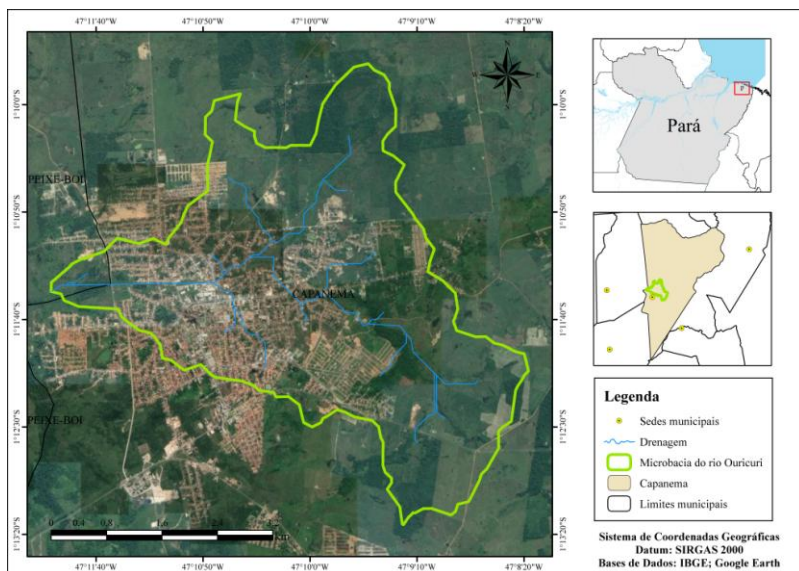 47°11'40"W 47°10'50"W 47°10'0"W 47°9'10"W 47°8'20"W
N
W E
S
1°10'0"S 1°10'0"S
PEIXE-BOI
1°10'50"S 1°10'50"S
CAPANEMA
1°11'40"S 1°11'40"S
PEIXE-BOI
1°12'30"S 1°12'30"S
0 0,4 0,8 1,6
1°13'20"S 1°13'20"S
47°11'40"W 47°10'50"W 47°10'0"W 47°9'10"W 47°8'20"W
Pará
Legenda
Sedes municipais
Drenagem
Microbacia do rio Ouricuri
Capanema
Limites municipais
Sistema de Coordenadas Geográficas
Datum: SIRGAS 2000
Bases de Dados: IBGE; Google Earth